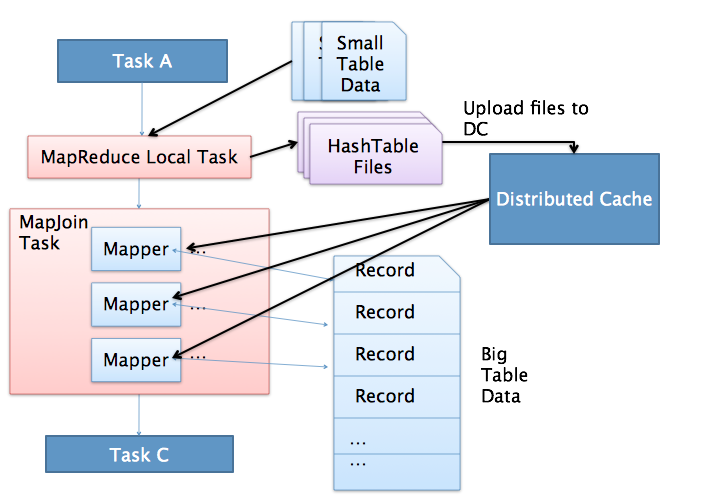 Task A
Small
Table
Data
Upload files to
DC
MapReduce Local Task
HashTable
Files
Distributed Cache
MapJoin
Task
Mapper
...
Mapper
...
Mapper
...
Record
Record
Record
Record
...
...
Big
Table
Data
Task C